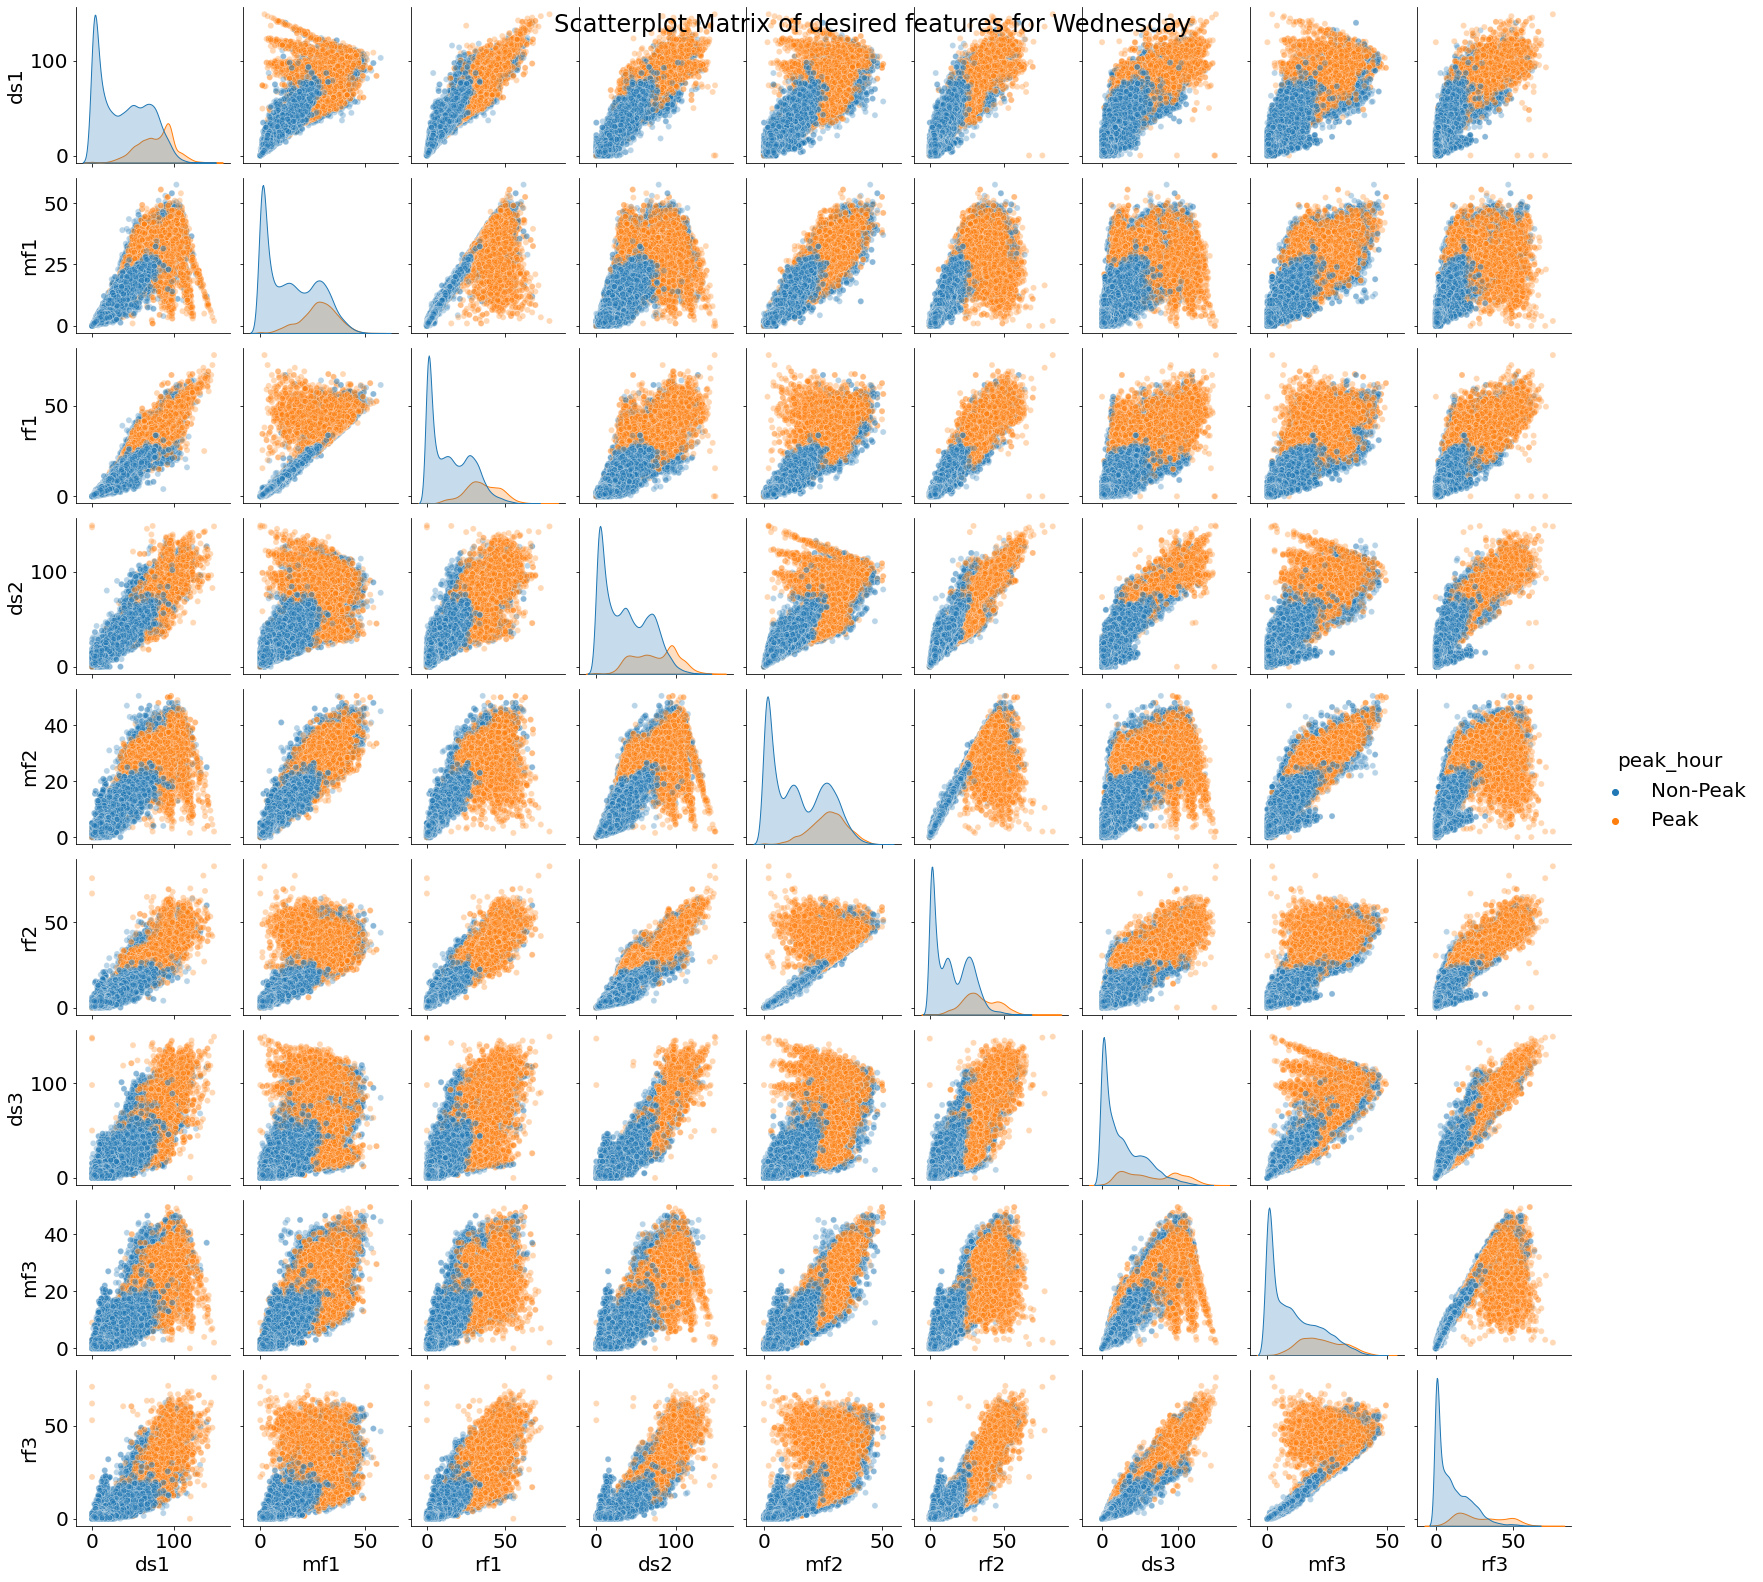 Scatterplot Matrix of desired features for Wednesday
100
0
ds1
50
25
0
mf1
50
0
rf1
100
0
ds2
40
20
0
mf2
50
0
rf2
100
0
ds3
40
20
0
mf3
50
0
rf3
peak_hour
Non-Peak
Peak
0 100 0 50 0 50 0 100 0 50 0 50 0 100 0 50 0 50
ds1 mf1 rf1 ds2 mf2 rf2 ds3 mf3 rf3